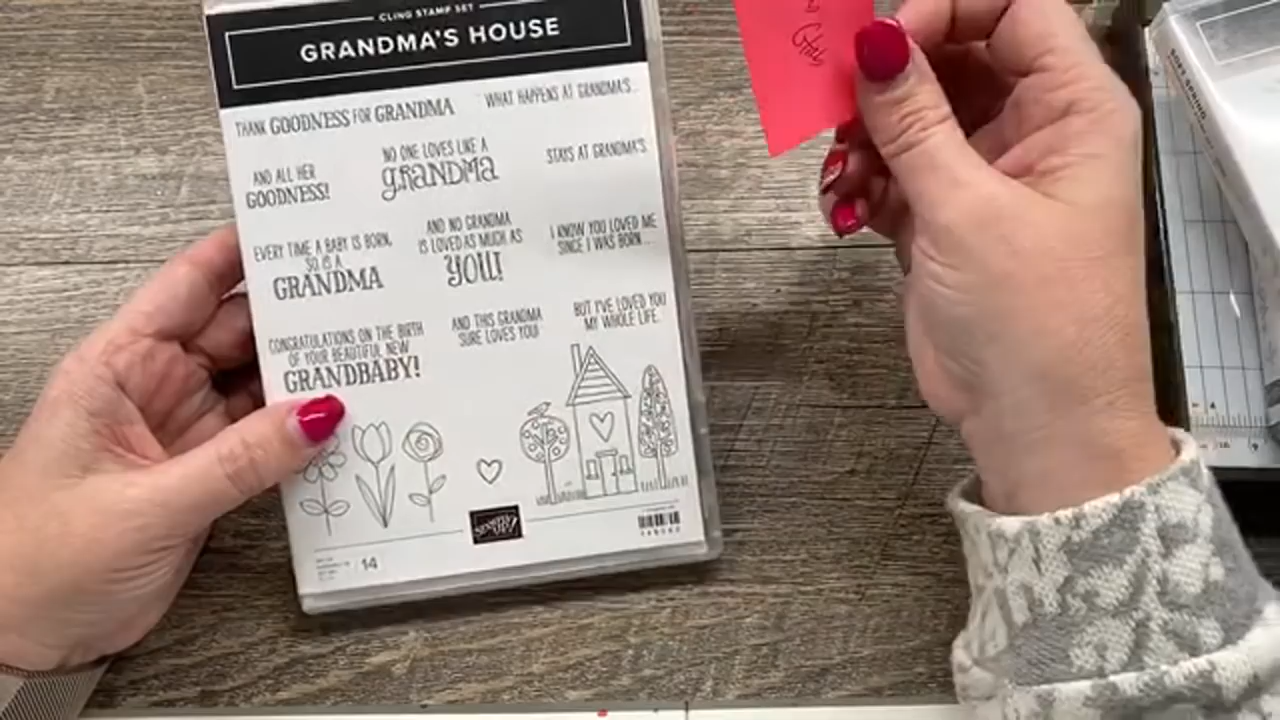 CLING STAMP SET
GRANDMA'S HOUSE
THANK GOODNESS FOR GRANDMA
WHAT HAPPENS AT GRANDMA'S...
AND ALL HER
GOODNESS!
NO ONE LOVES LIKE A
GRANDMA
STAYS AT GRANDMA'S.
EVERY TIME A BABY IS BORN,
SO IS A
GRANDMA
AND NO GRANDMA
IS LOVED AS MUCH AS
YOU!
I KNOW YOU LOVED ME
SINCE I WAS BORN...
CONGRATULATIONS ON THE BIRTH
OF YOUR BEAUTIFUL NEW
GRANDBABY!
AND THIS GRANDMA
SURE LOVES YOU!
BUT I'VE LOVED YOU
MY WHOLE LIFE.
STAMPIN' UP!
14